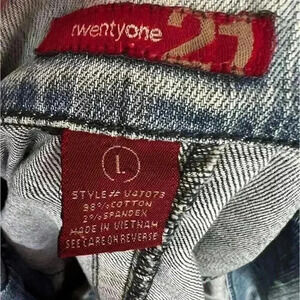 twentyone 21
L
STYLE# U4J073
98% COTTON
2% SPANDEX
MADE IN VIETNAM
SEE CARE ON REVERSE